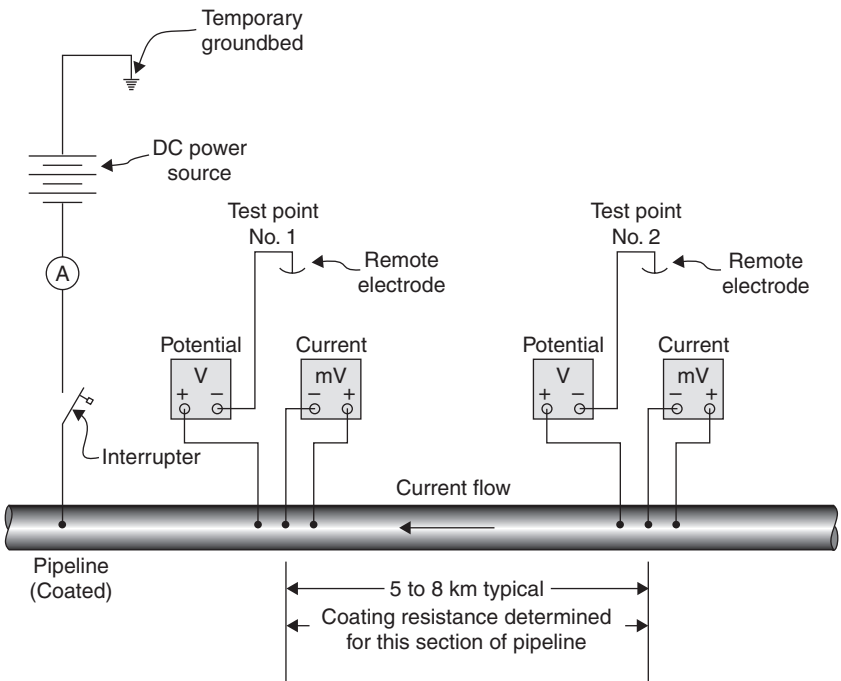 Temporary
groundbed
DC power
source
A
Interrupter
Test point
No. 1
Remote
electrode
Potential
V
+ −
Current
mV
− +
Test point
No. 2
Remote
electrode
Potential
V
+ −
Current
mV
− +
Current flow
Pipeline
(Coated)
5 to 8 km typical
Coating resistance determined
for this section of pipeline